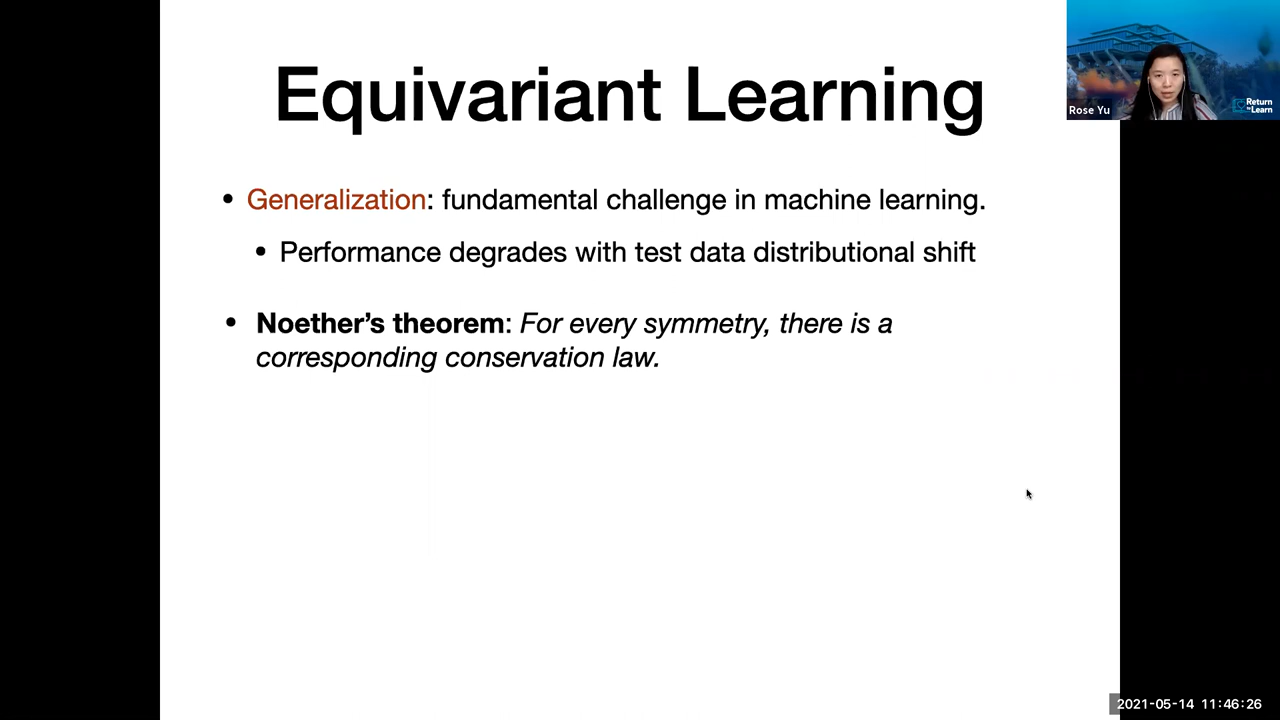 Equivariant Learning
• Generalization: fundamental challenge in machine learning.
• Performance degrades with test data distributional shift
• Noether’s theorem: For every symmetry, there is a
corresponding conservation law.
Rose Yu
Return
to Learn
2021-05-14 11:46:26